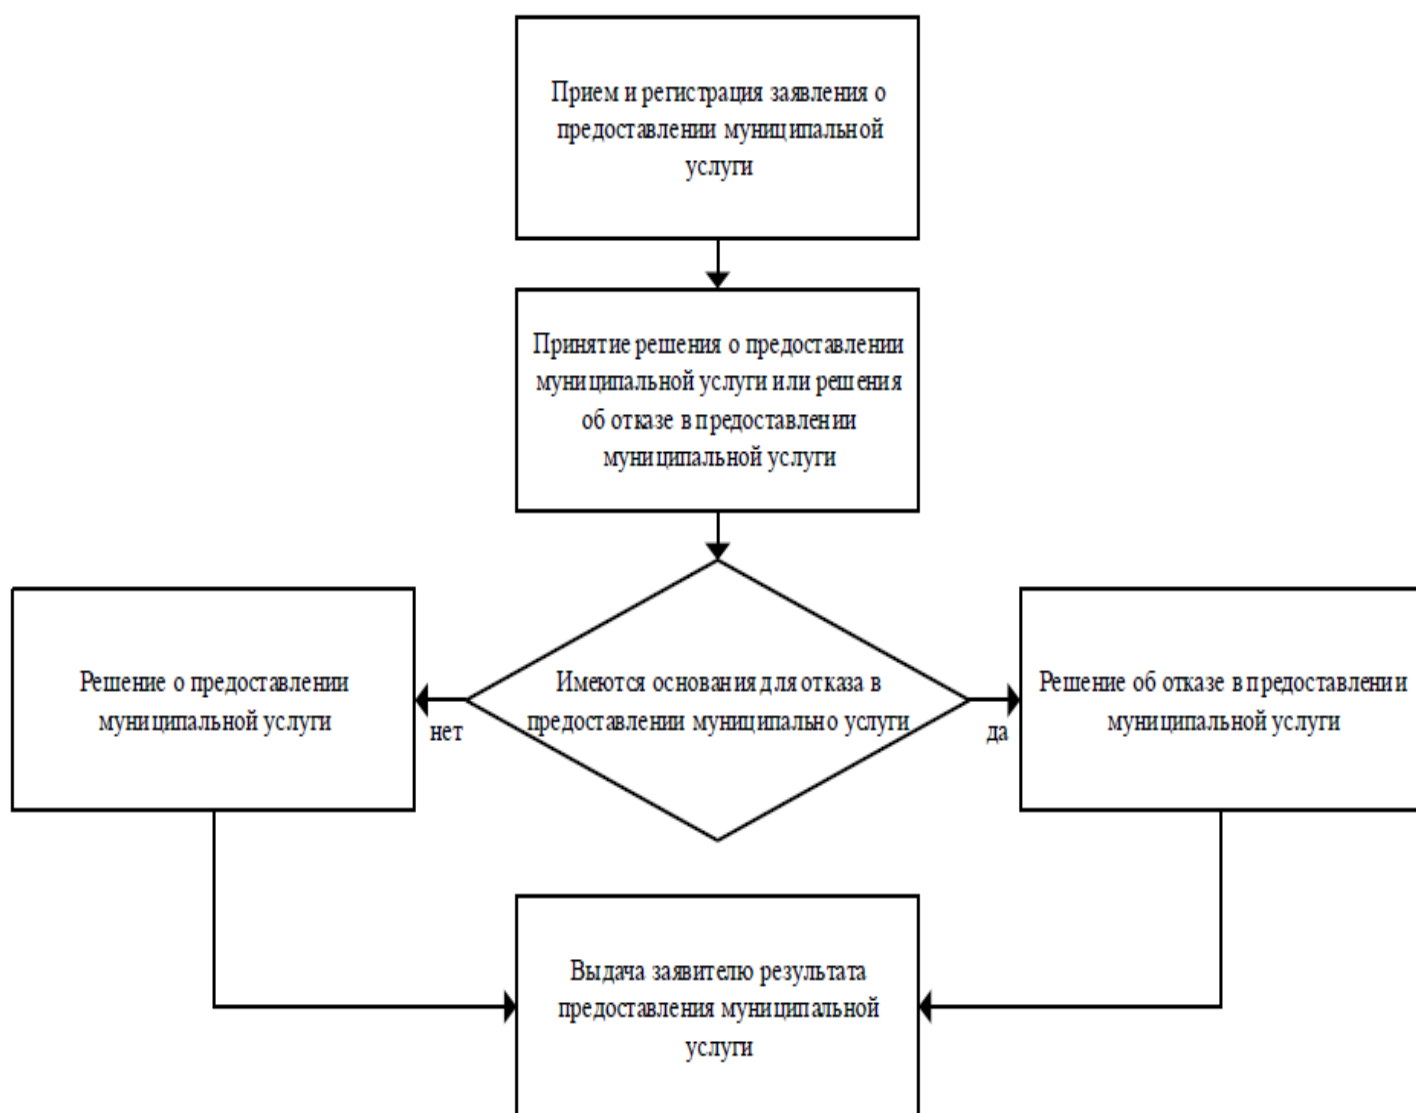 Прием и регистрация заявления о
предоставлении муниципальной
услуги
Принятие решения о предоставлении
муниципальной услуги или решения
об отказе в предоставлении
муниципальной услуги
Решение о предоставлении
муниципальной услуги
нет
Имеются основания для отказа в
предоставлении муниципально услуги
да
Решение об отказе в предоставлении
муниципальной услуги
Выдача заявителю результата
предоставления муниципальной
услуги